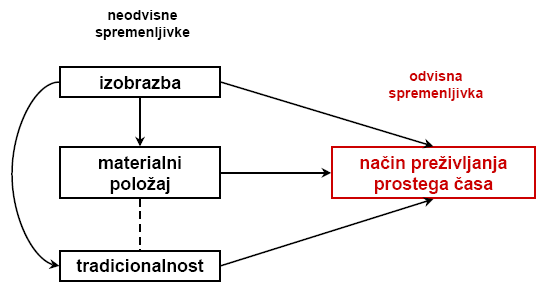 neodvisne
spremenljivke
izobrazba
odvisna
spremenljivka
materialni
položaj
način preživljanja
prostega časa
tradicionalnost